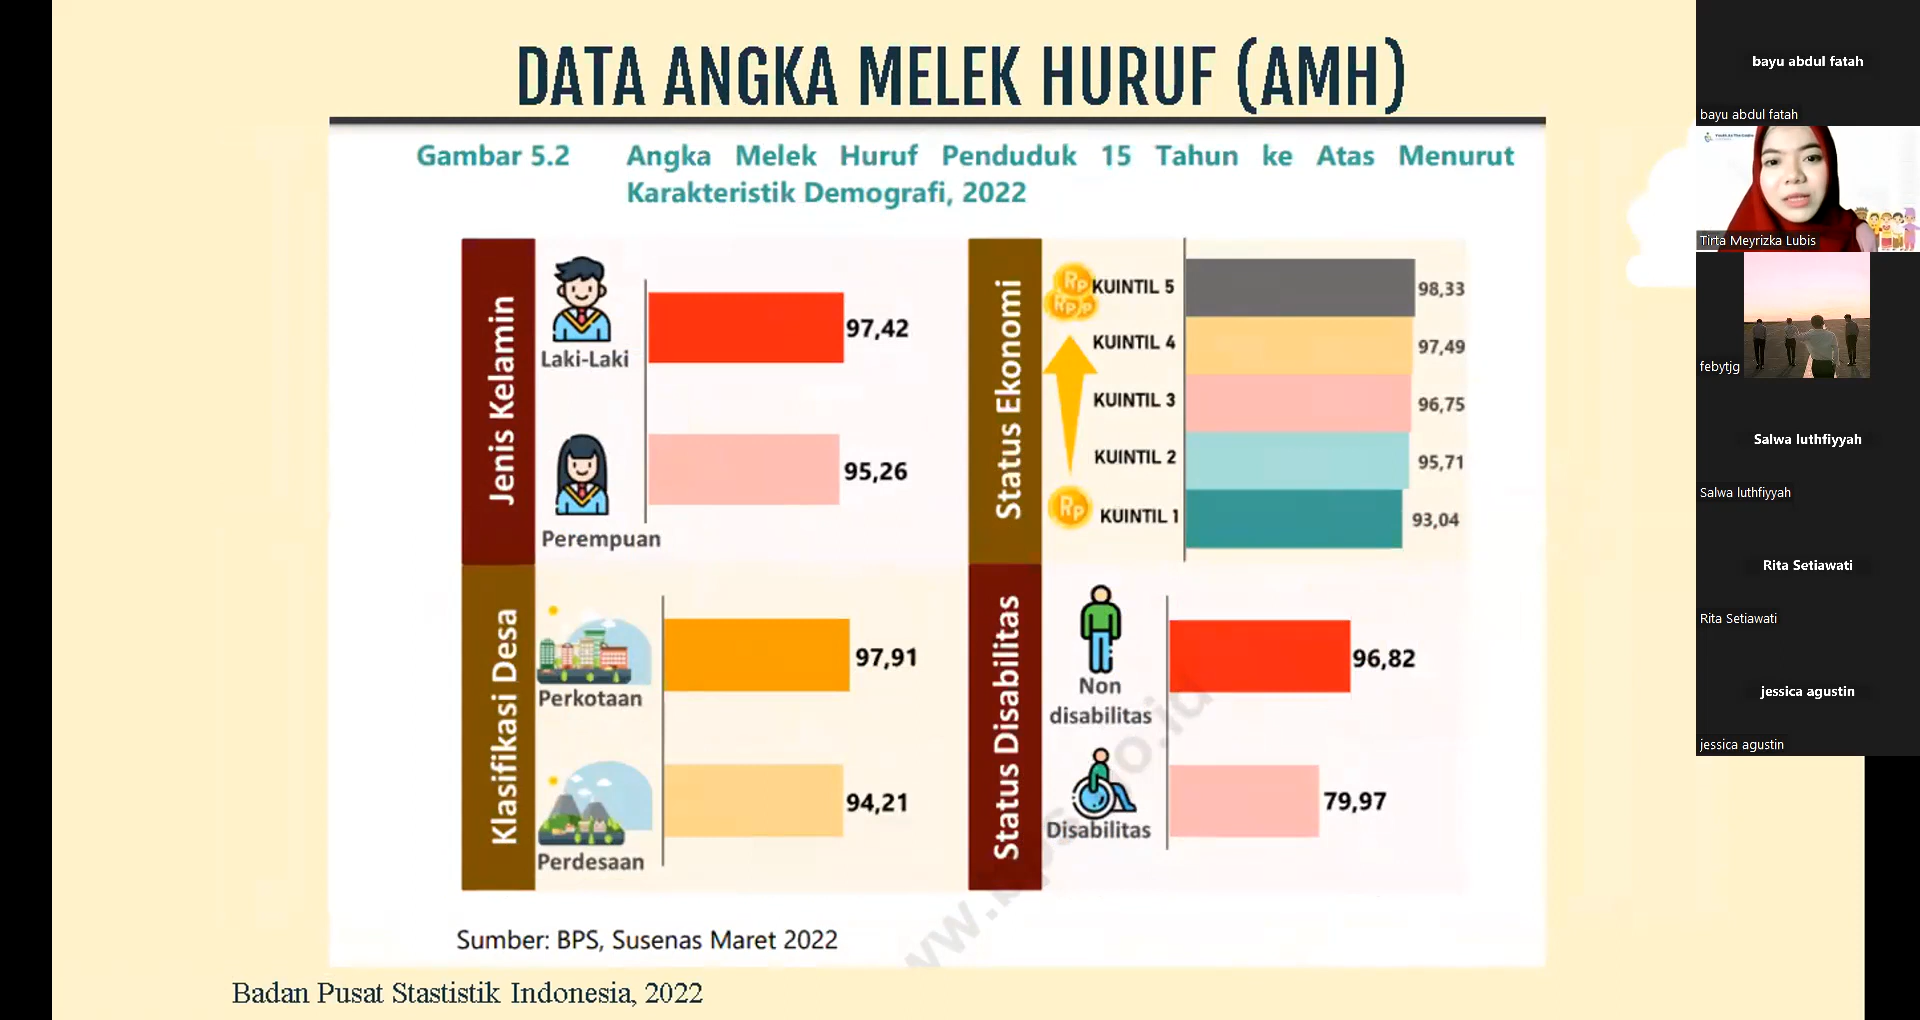 DATA ANGKA MELEK HURUF (AMH)
Gambar 5.2 Angka Melek Huruf Penduduk 15 Tahun ke Atas Menurut
Karakteristik Demografi, 2022
Jenis Kelamin
Laki-Laki
97,42
Perempuan
95,26
Status Ekonomi
Rp
Rp
Rp
KUINTIL 5
98,33
KUINTIL 4
97,49
KUINTIL 3
96,75
KUINTIL 2
95,71
Rp
KUINTIL 1
93,04
Klasifikasi Desa
Perkotaan
97,91
Perdesaan
94,21
Status Disabilitas
Non
disabilitas
96,82
Disabilitas
79,97
Sumber: BPS, Susenas Maret 2022
Badan Pusat Stastistik Indonesia, 2022
bayu abdul fatah
bayu abdul fatah
Tirta Meyrizka Lubis
febytjg
Salwa luthfiyyah
Salwa luthfiyyah
Rita Setiawati
Rita Setiawati
jessica agustin
jessica agustin